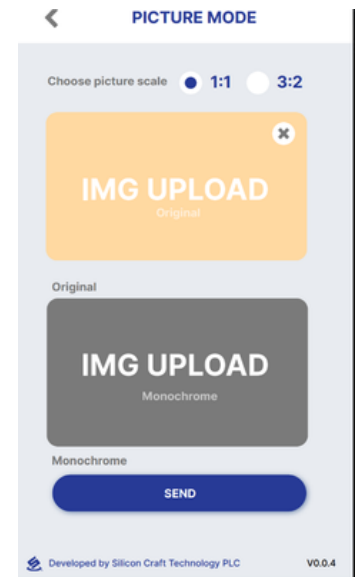 PICTURE MODE
Choose picture scale 1:1 3:2
IMG UPLOAD
Original
Original
IMG UPLOAD
Monochrome
Monochrome
SEND
Developed by Silicon Craft Technology PLC V0.0.4